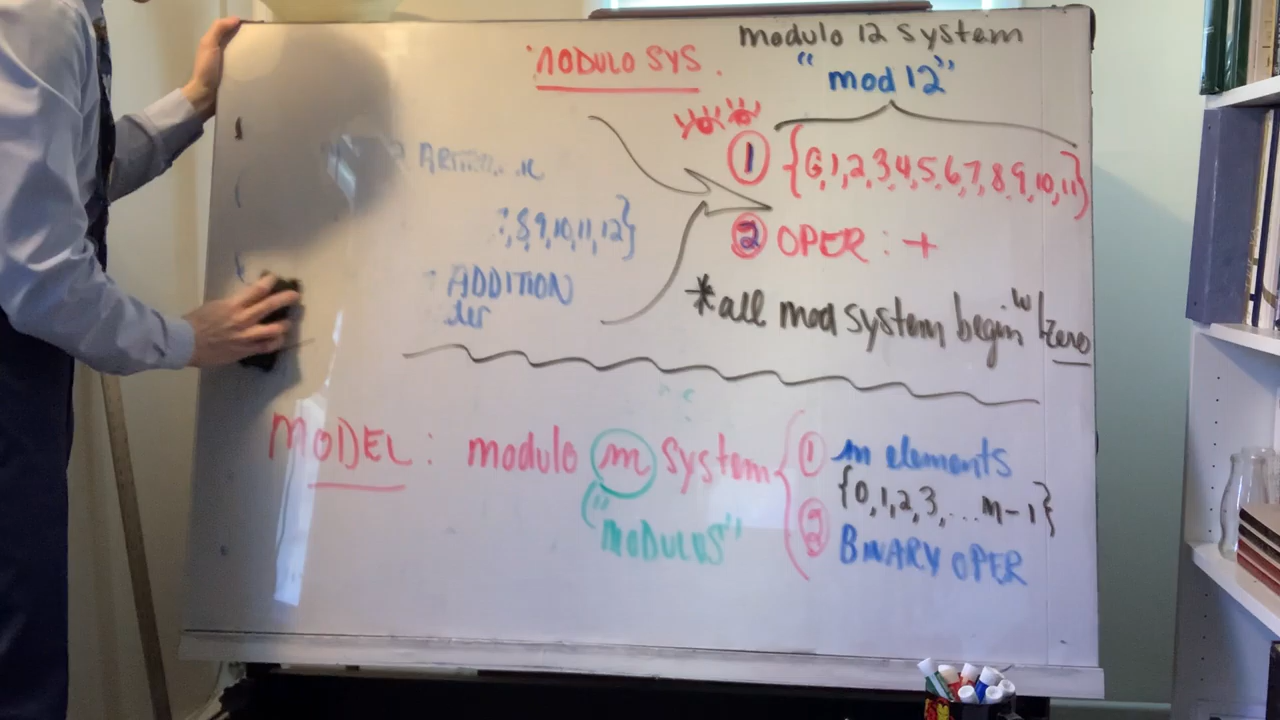 MODULO SYS.
modulo 12 system
"mod 12"
① {0,1,2,3,4,5,6,7,8,9,10,11}
② OPER: +
8,9,10,11,12}
ADDITION
*all mod system begin w/ zero
MODEL: modulo m system
"MODULUS"
① m elements
{0,1,2,3,...m-1}
② BINARY OPER